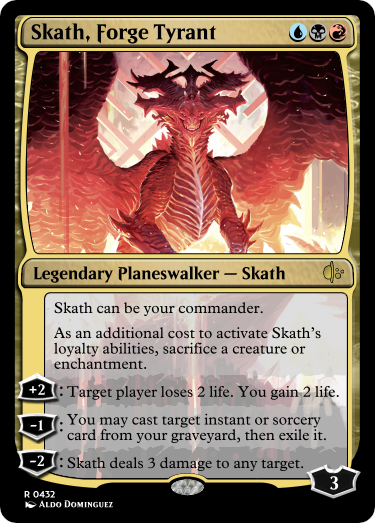 Skath, Forge Tyrant
Legendary Planeswalker — Skath
Skath can be your commander.
As an additional cost to activate Skath's
loyalty abilities, sacrifice a creature or
enchantment.
+2: Target player loses 2 life. You gain 2 life.
-1: You may cast target instant or sorcery
card from your graveyard, then exile it.
-2: Skath deals 3 damage to any target.
3
R 0432
Aldo Dominguez